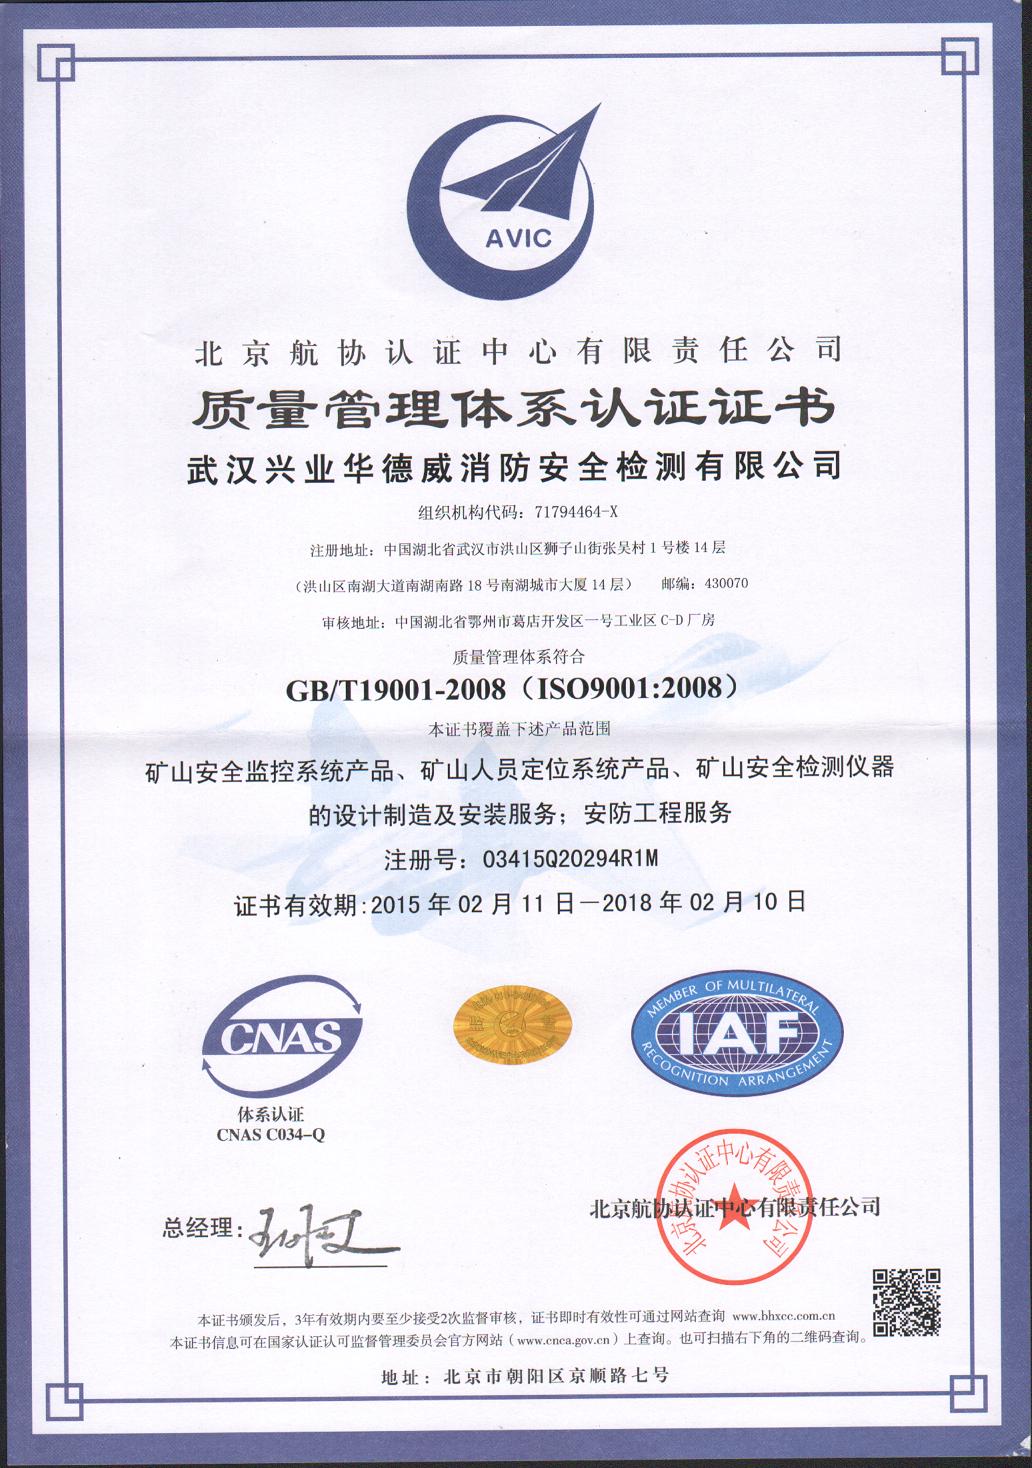 AVIC
北京航协认证中心有限责任公司
质量管理体系认证证书
武汉兴业华德威消防安全检测有限公司
组织机构代码：71794464-X
注册地址：中国湖北省武汉市洪山区狮子山街张吴村1号楼14层
（洪山区南湖大道南湖南路18号南湖城市大厦14层） 邮编：430070
审核地址：中国湖北省鄂州市葛店开发区一号工业区C-D厂房
质量管理体系符合
GB/T19001-2008（ISO9001:2008）
本证书覆盖下述产品范围
矿山安全监控系统产品、矿山人员定位系统产品、矿山安全检测仪器
的设计制造及安装服务；安防工程服务
注册号：03415Q20294R1M
证书有效期:2015年02月11日－2018年02月10日
CNAS
体系认证
CNAS C034-Q
MEMBER OF MULTILATERAL
IAF
RECOGNITION ARRANGEMENT
北京航协认证中心有限责任公司
北京航协认证中心有限责任公司
总经理：
本证书颁发后，3年有效期内要至少接受2次监督审核，证书即时有效性可通过网站查询 www.bhxcc.com.cn
本证书信息可在国家认证认可监督管理委员会官方网站（www.cnca.gov.cn）上查询。也可扫描右下角的二维码查询。
地址：北京市朝阳区京顺路七号